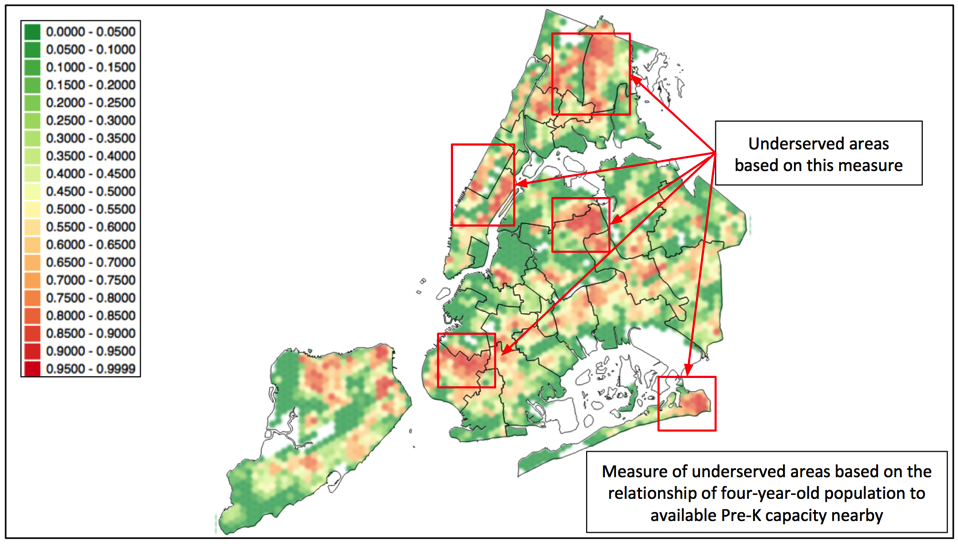 0.0000 - 0.0500
0.0500 - 0.1000
0.1000 - 0.1500
0.1500 - 0.2000
0.2000 - 0.2500
0.2500 - 0.3000
0.3000 - 0.3500
0.3500 - 0.4000
0.4000 - 0.4500
0.4500 - 0.5000
0.5000 - 0.5500
0.5500 - 0.6000
0.6000 - 0.6500
0.6500 - 0.7000
0.7000 - 0.7500
0.7500 - 0.8000
0.8000 - 0.8500
0.8500 - 0.9000
0.9000 - 0.9500
0.9500 - 0.9999
Underserved areas
based on this measure
Measure of underserved areas based on the
relationship of four-year-old population to
available Pre-K capacity nearby